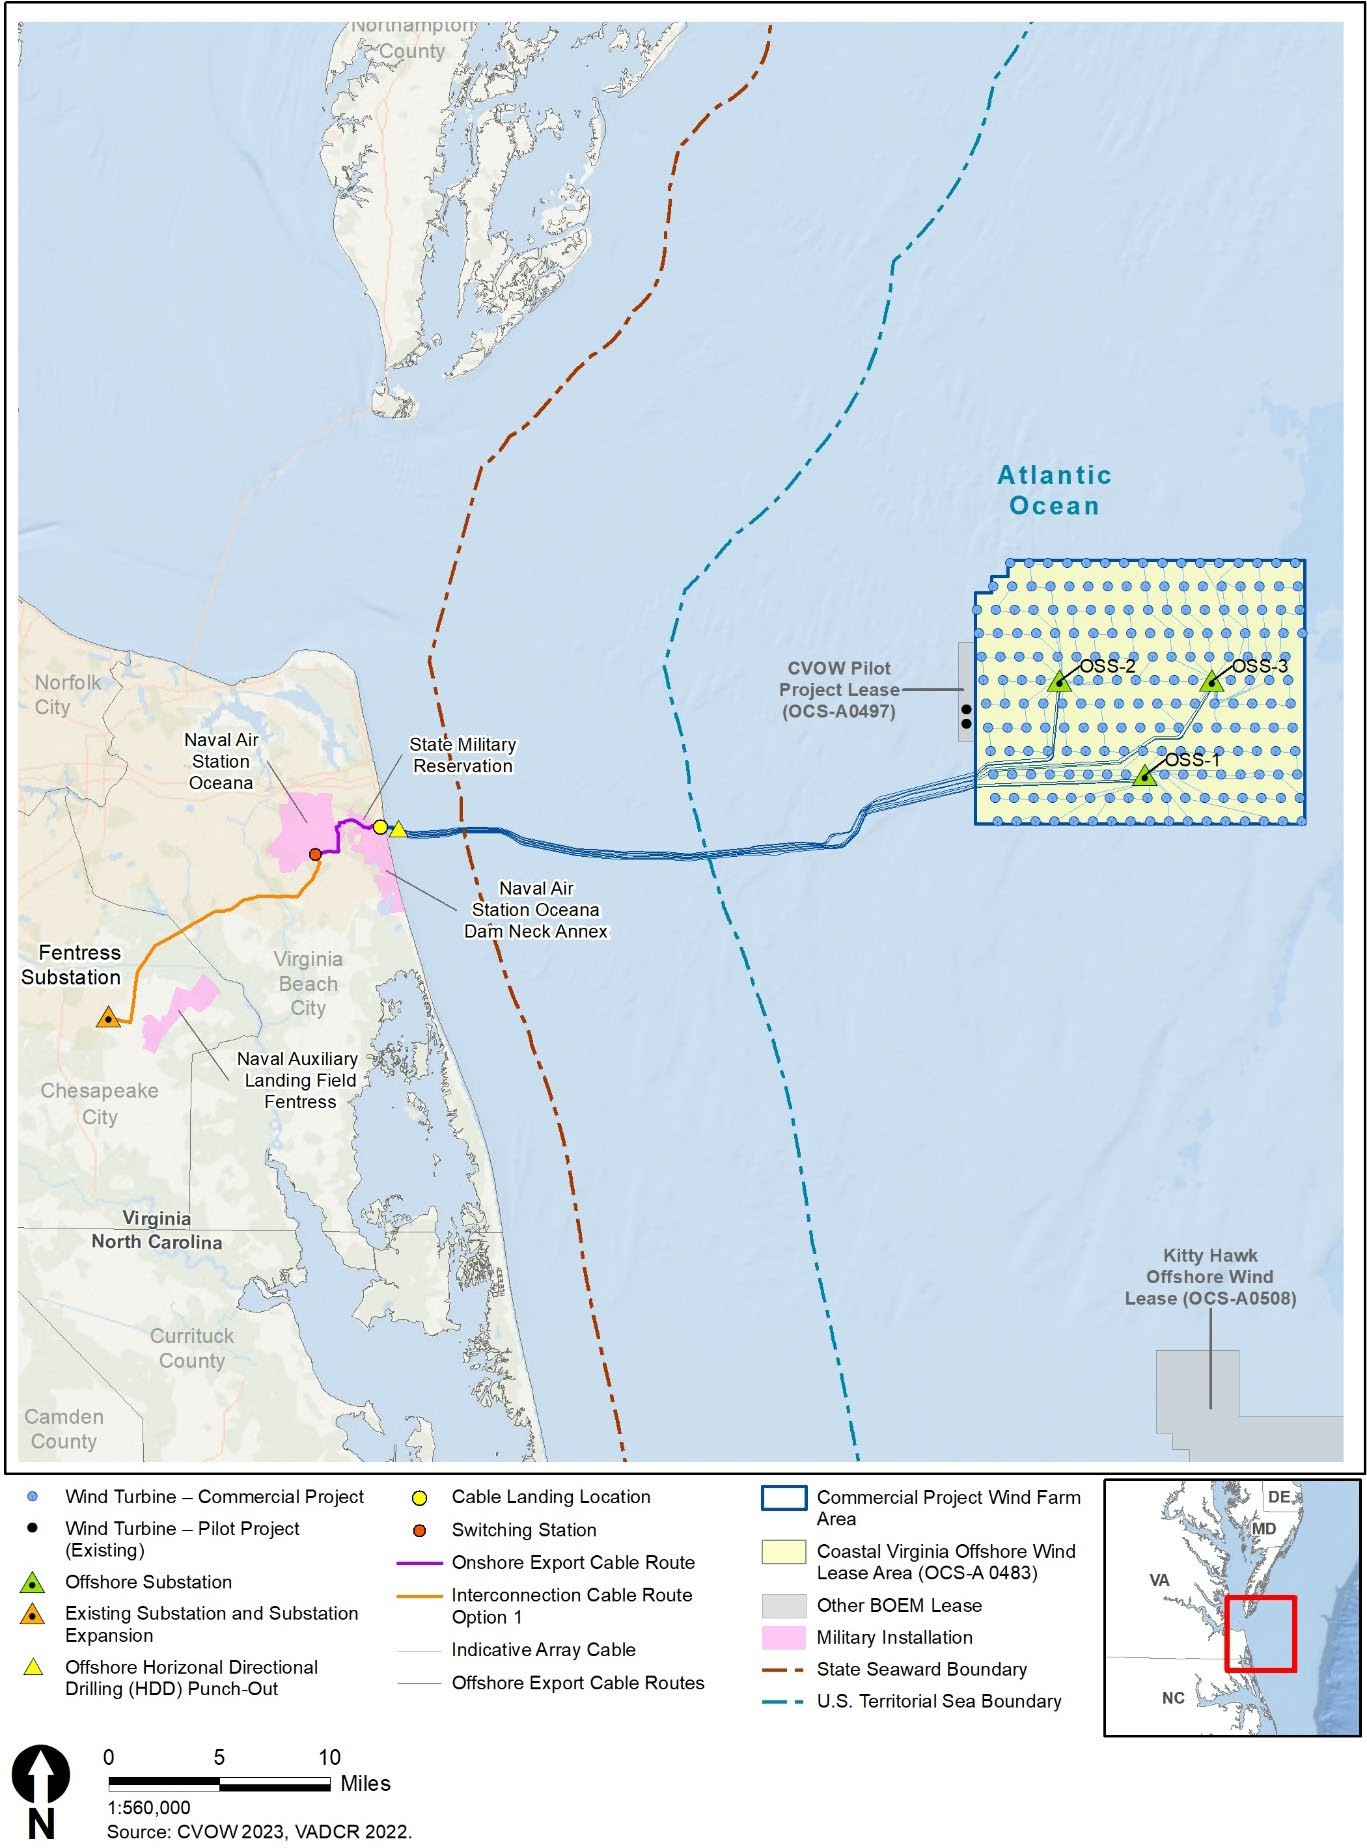 Northampton
County
Atlantic
Ocean
OSS-2
OSS-3
OSS-1
CVOW Pilot
Project Lease
(OCS-A0497)
Norfolk
City
Naval Air
Station
Oceana
State Military
Reservation
Naval Air
Station Oceana
Dam Neck Annex
Fentress
Substation
Virginia
Beach
City
Naval Auxiliary
Landing Field
Fentress
Chesapeake
City
Virginia
North Carolina
Kitty Hawk
Offshore Wind
Lease (OCS-A0508)
Currituck
County
Camden
County
Wind Turbine – Commercial Project
Wind Turbine – Pilot Project
(Existing)
Offshore Substation
Existing Substation and Substation
Expansion
Offshore Horizonal Directional
Drilling (HDD) Punch-Out
Cable Landing Location
Switching Station
Onshore Export Cable Route
Interconnection Cable Route
Option 1
Indicative Array Cable
Offshore Export Cable Routes
Commercial Project Wind Farm
Area
Coastal Virginia Offshore Wind
Lease Area (OCS-A 0483)
Other BOEM Lease
Military Installation
State Seaward Boundary
U.S. Territorial Sea Boundary
DE
MD
VA
NC
N
0 5 10
Miles
1:560,000
Source: CVOW 2023, VADCR 2022.